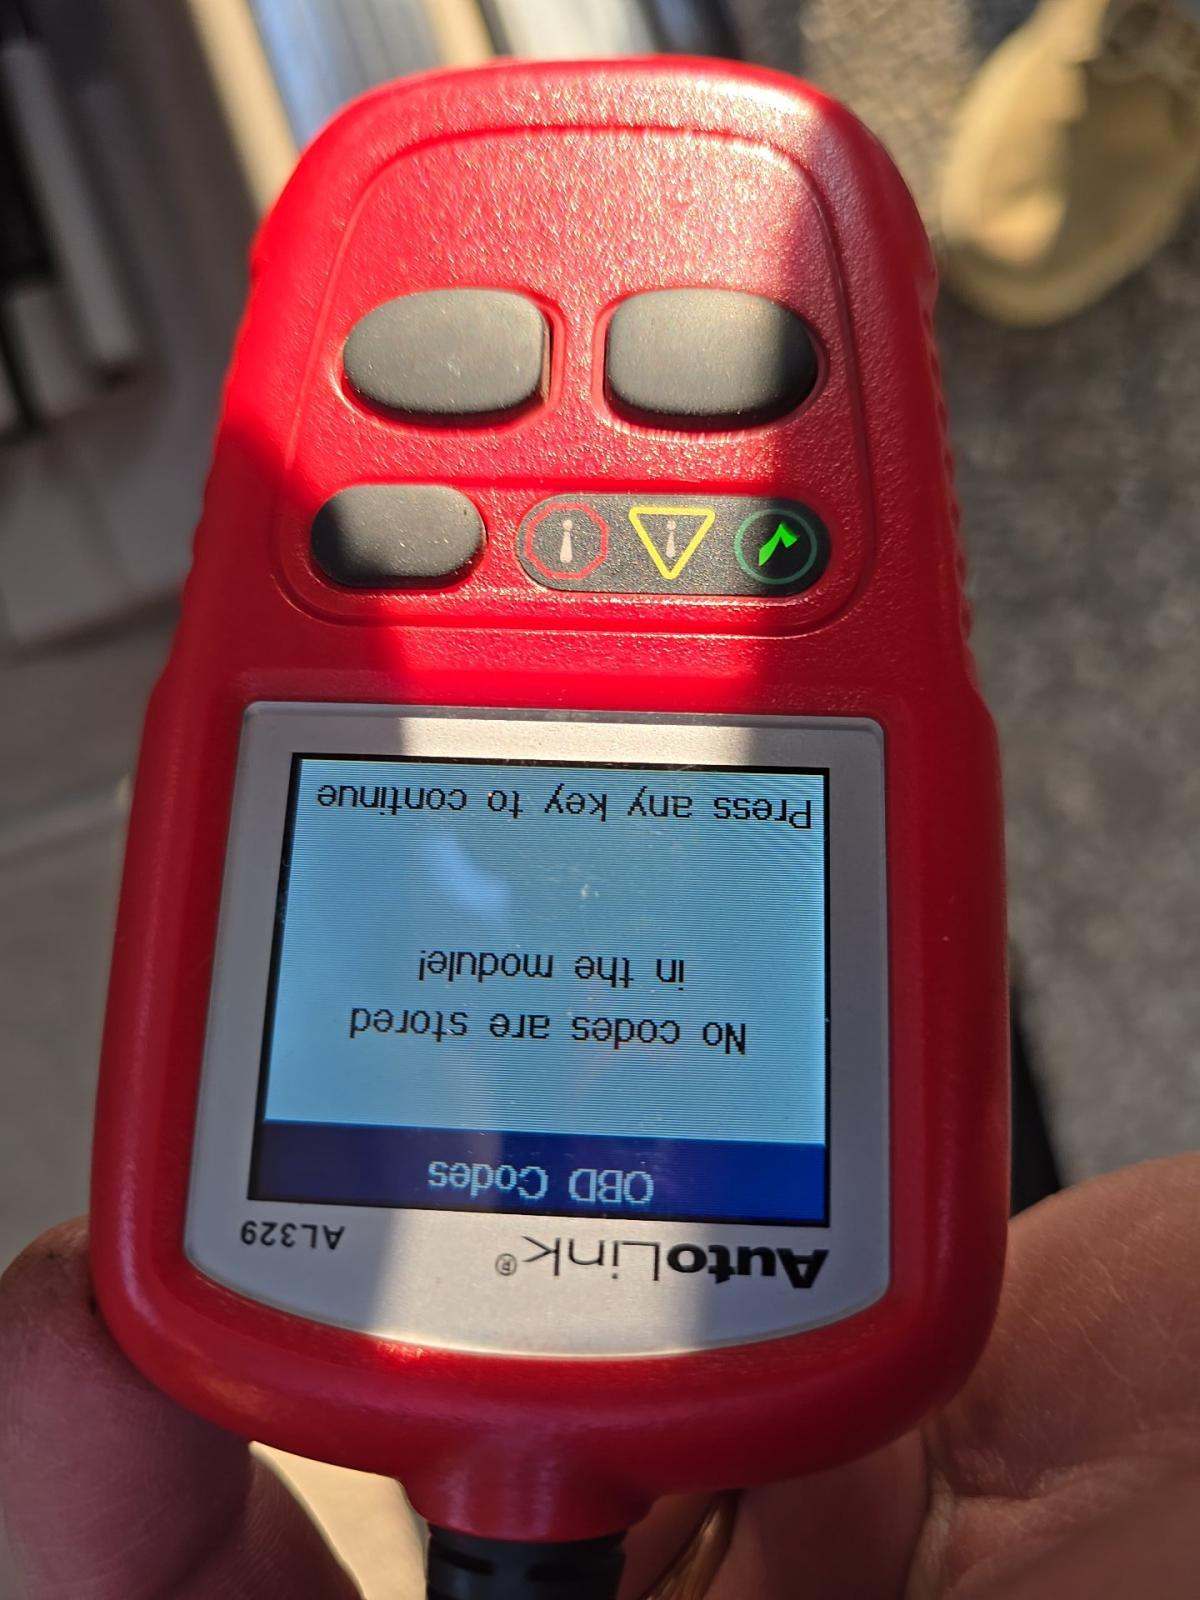 AutoLink® AL329
OBD Codes
No codes are stored
in the module!
Press any key to continue